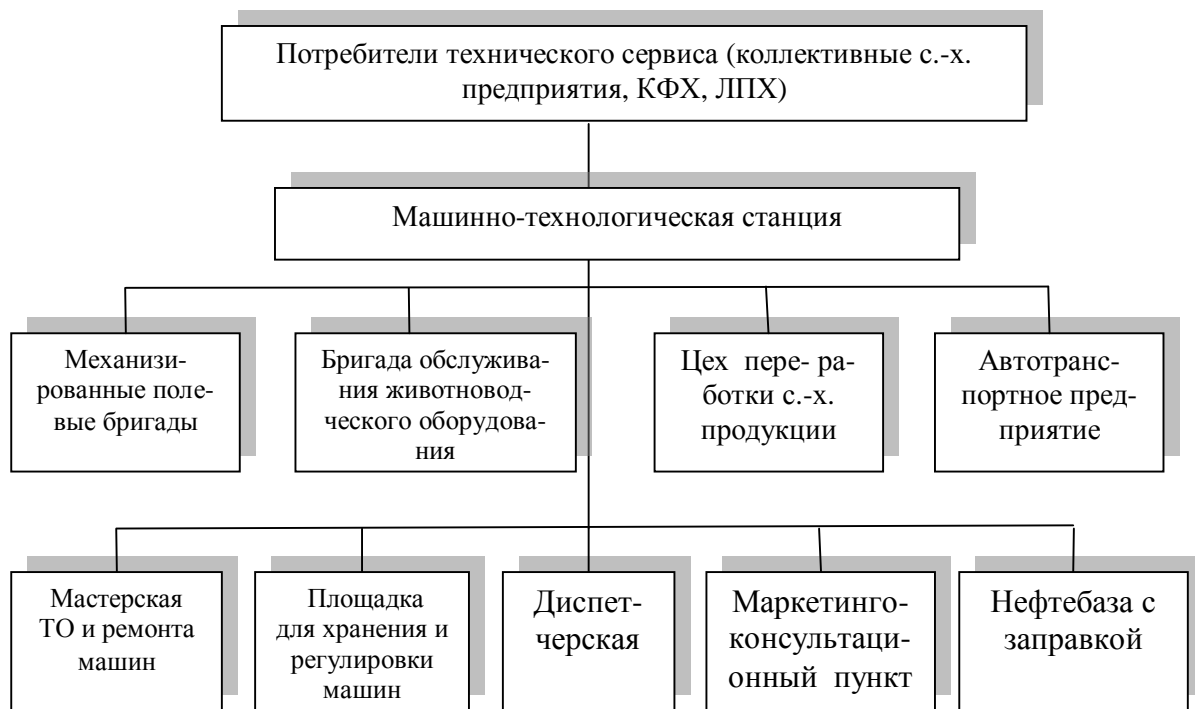 Потребители технического сервиса (коллективные с.-х.
предприятия, КФХ, ЛПХ)
Машинно-технологическая станция
Механизи-
рованные поле-
вые бригады
Бригада обслужива-
ния животновод-
ческого оборудова-
ния
Цех пере- ра-
ботки с.-х.
продукции
Автотранс-
портное пред-
приятие
Мастерская
ТО и ремонта
машин
Площадка
для хранения и
регулировки
машин
Диспет-
черская
Маркетинго-
консультаци-
онный пункт
Нефтебаза с
заправкой